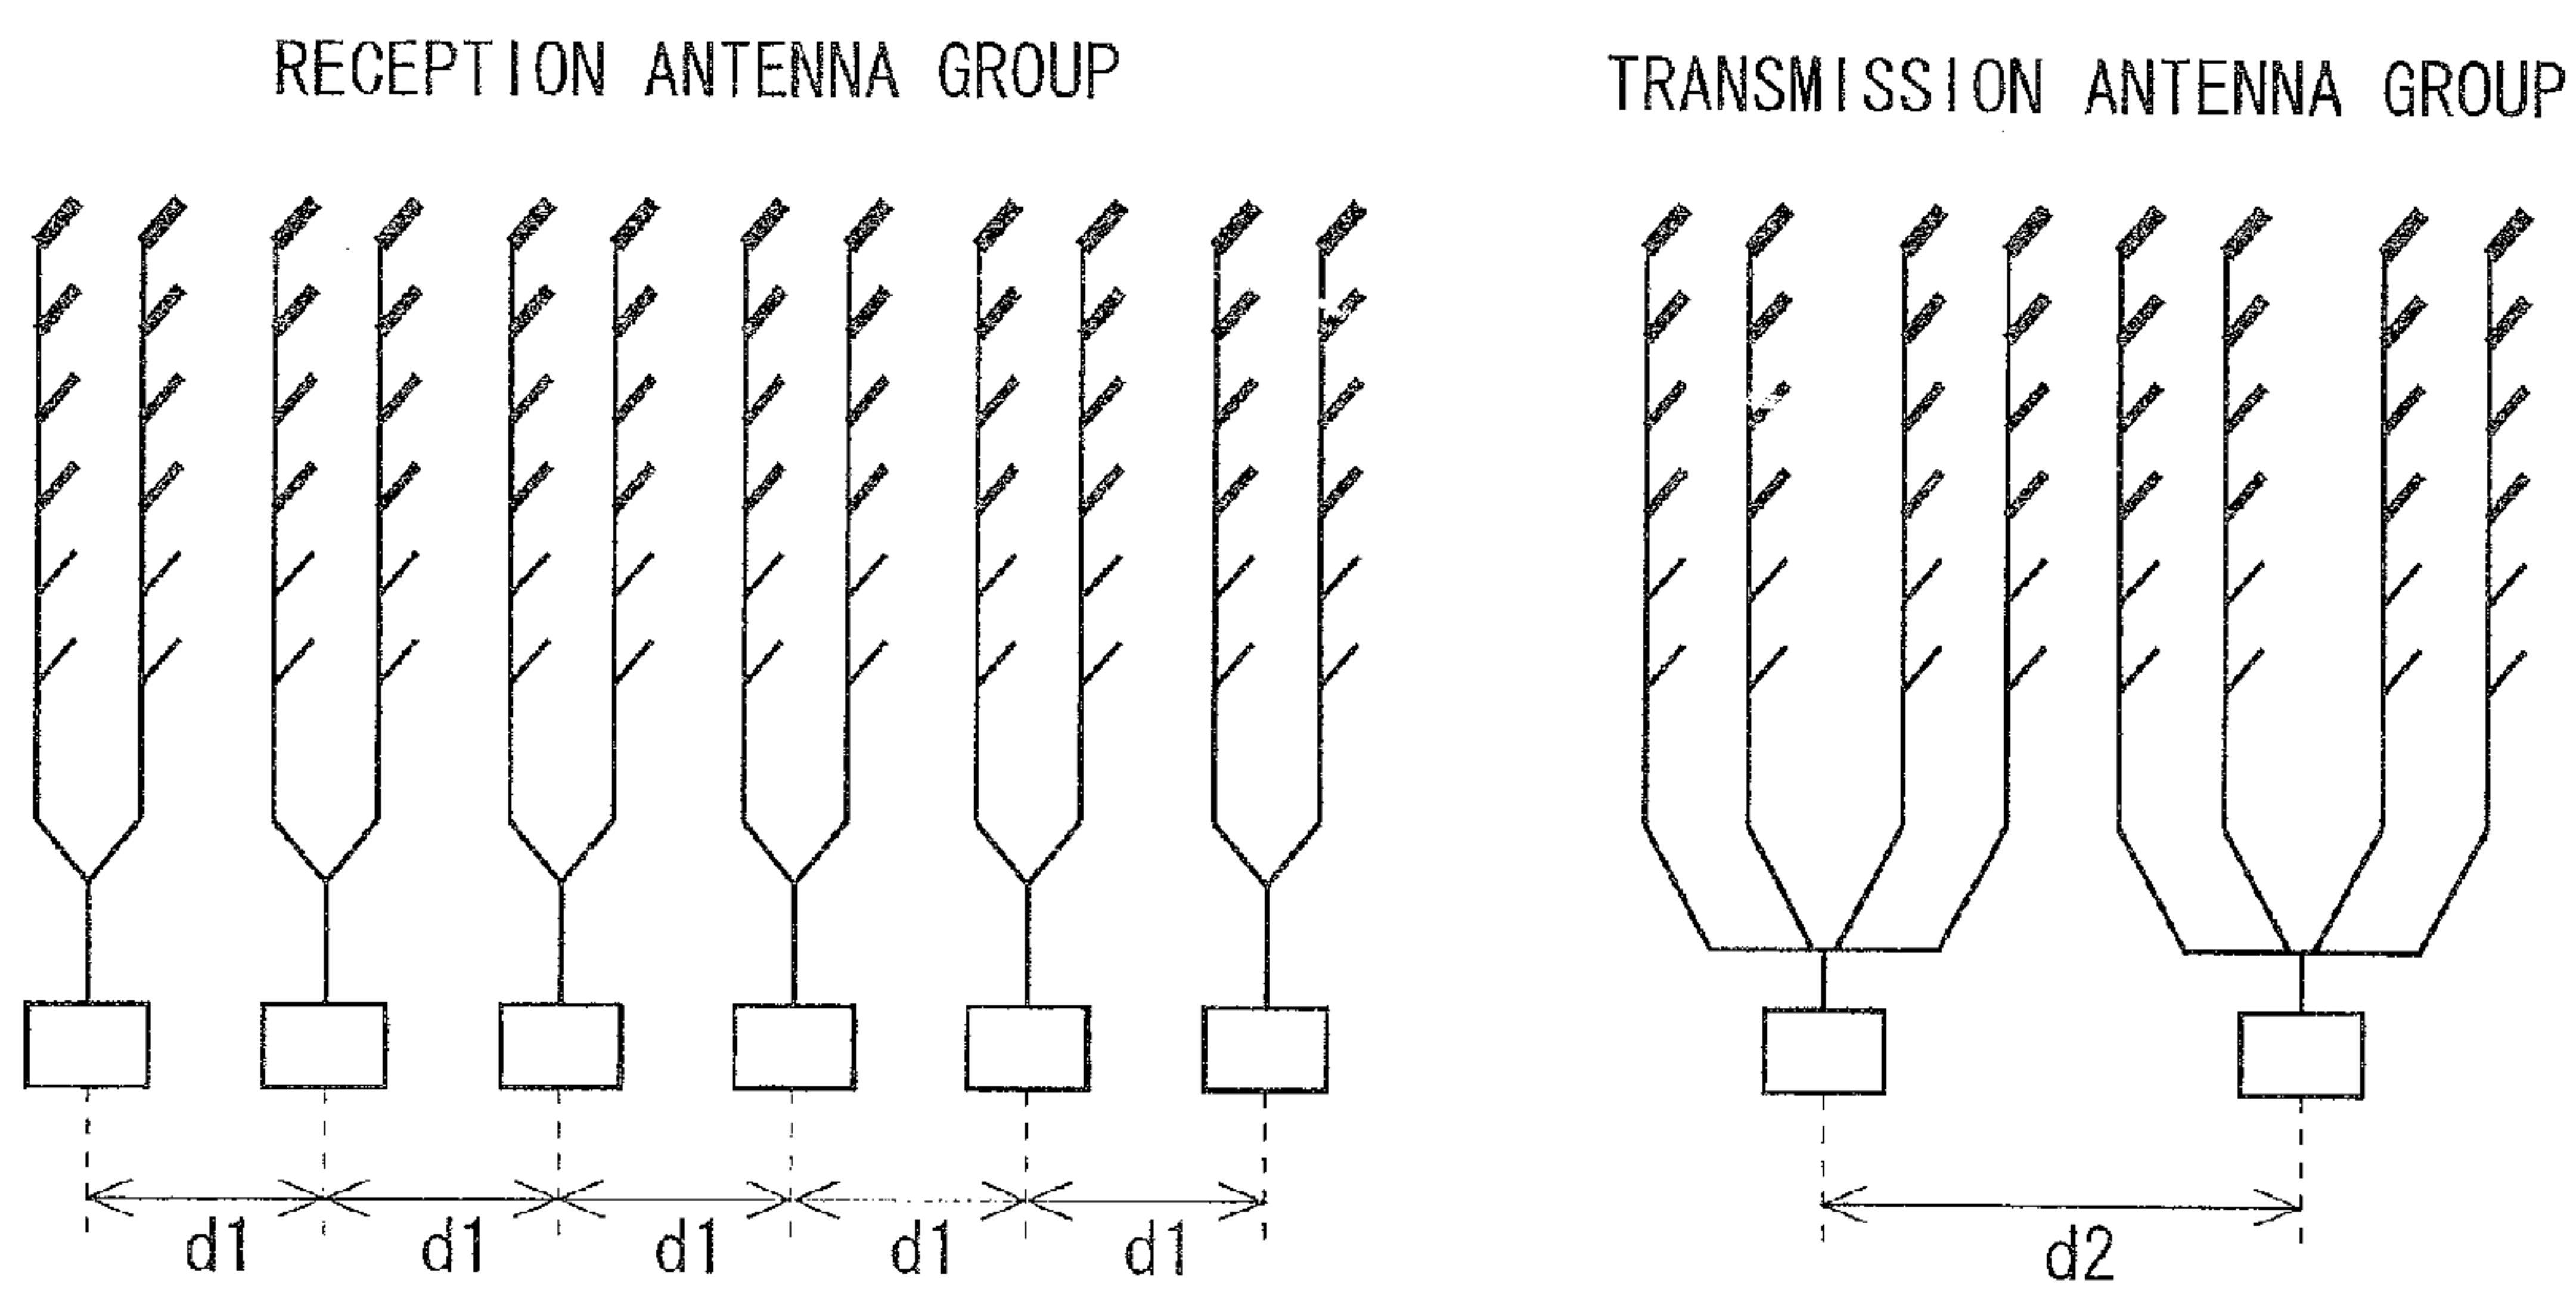 RECEPTION ANTENNA GROUP
TRANSMISSION ANTENNA GROUP
d1 d1 d1 d1 d1
d2